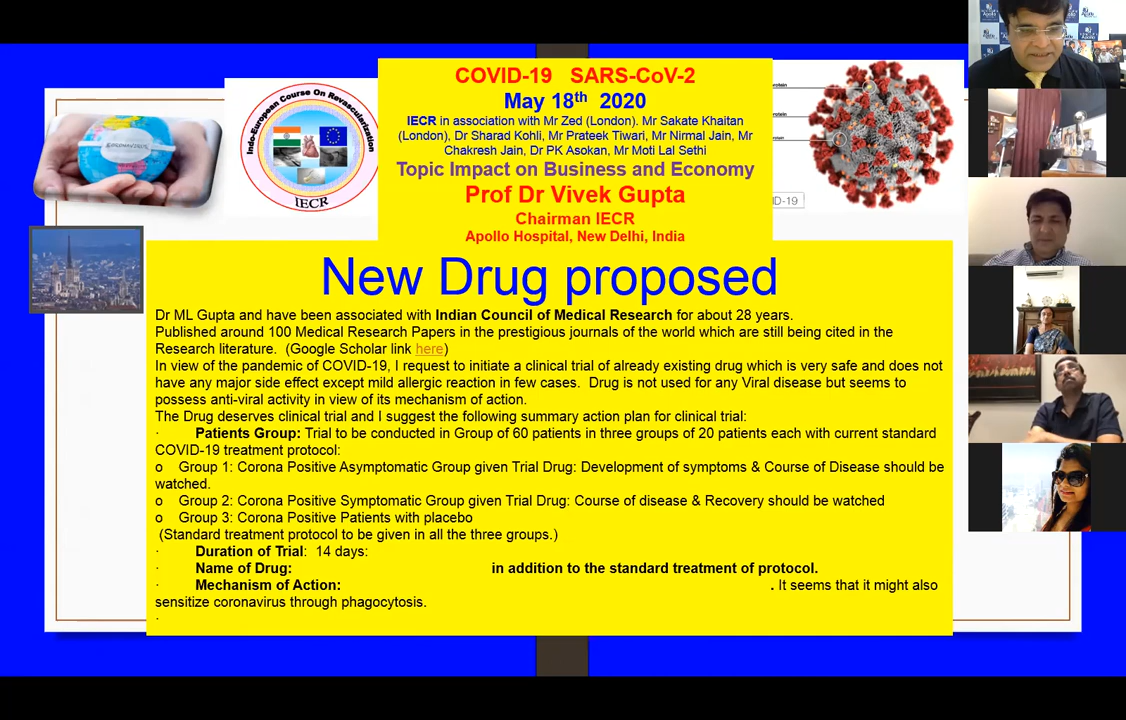 COVID-19 SARS-CoV-2
May 18th 2020
IECR in association with Mr Zed (London). Mr Sakate Khaitan
(London), Dr Sharad Kohli, Mr Prateek Tiwari, Mr Nirmal Jain, Mr
Chakresh Jain, Dr PK Asokan, Mr Moti Lal Sethi
Topic Impact on Business and Economy
Prof Dr Vivek Gupta
Chairman IECR
Apollo Hospital, New Delhi, India
Indo-European Course On Revascularization
IECR
CORONAVIRUS
rotein
rotein
rotein
ID-19
New Drug proposed
Dr ML Gupta and have been associated with Indian Council of Medical Research for about 28 years.
Published around 100 Medical Research Papers in the prestigious journals of the world which are still being cited in the
Research literature. (Google Scholar link here)
In view of the pandemic of COVID-19, I request to initiate a clinical trial of already existing drug which is very safe and does not
have any major side effect except mild allergic reaction in few cases. Drug is not used for any Viral disease but seems to
possess anti-viral activity in view of its mechanism of action.
The Drug deserves clinical trial and I suggest the following summary action plan for clinical trial:
· Patients Group: Trial to be conducted in Group of 60 patients in three groups of 20 patients each with current standard
COVID-19 treatment protocol:
o Group 1: Corona Positive Asymptomatic Group given Trial Drug: Development of symptoms & Course of Disease should be
watched.
o Group 2: Corona Positive Symptomatic Group given Trial Drug: Course of disease & Recovery should be watched
o Group 3: Corona Positive Patients with placebo
(Standard treatment protocol to be given in all the three groups.)
· Duration of Trial: 14 days:
· Name of Drug: in addition to the standard treatment of protocol.
· Mechanism of Action: . It seems that it might also
sensitize coronavirus through phagocytosis.
·
Apollo